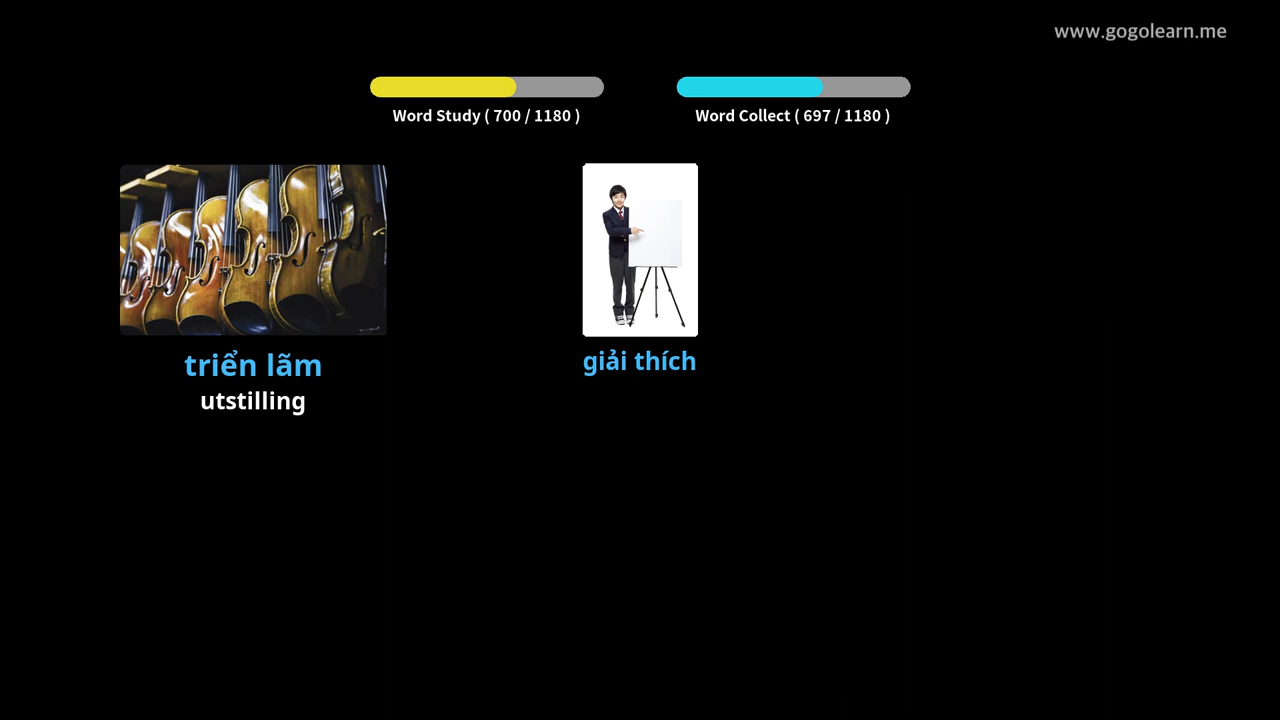 www.gogolearn.me
Word Study ( 700 / 1180 )
Word Collect ( 697 / 1180 )
triển lãm
utstilling
giải thích